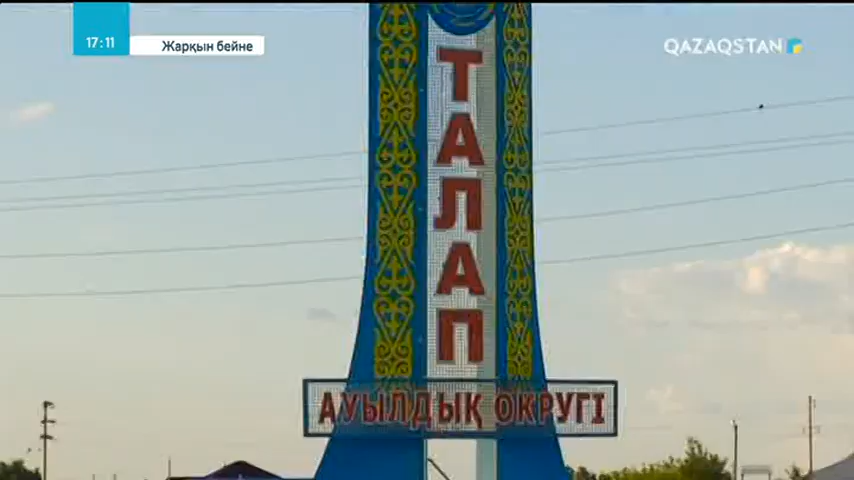 17:11
Жарқын бейне
QAZAQSTAN
ТАЛАП
АУЫЛДЫҚ ОКРУГІ